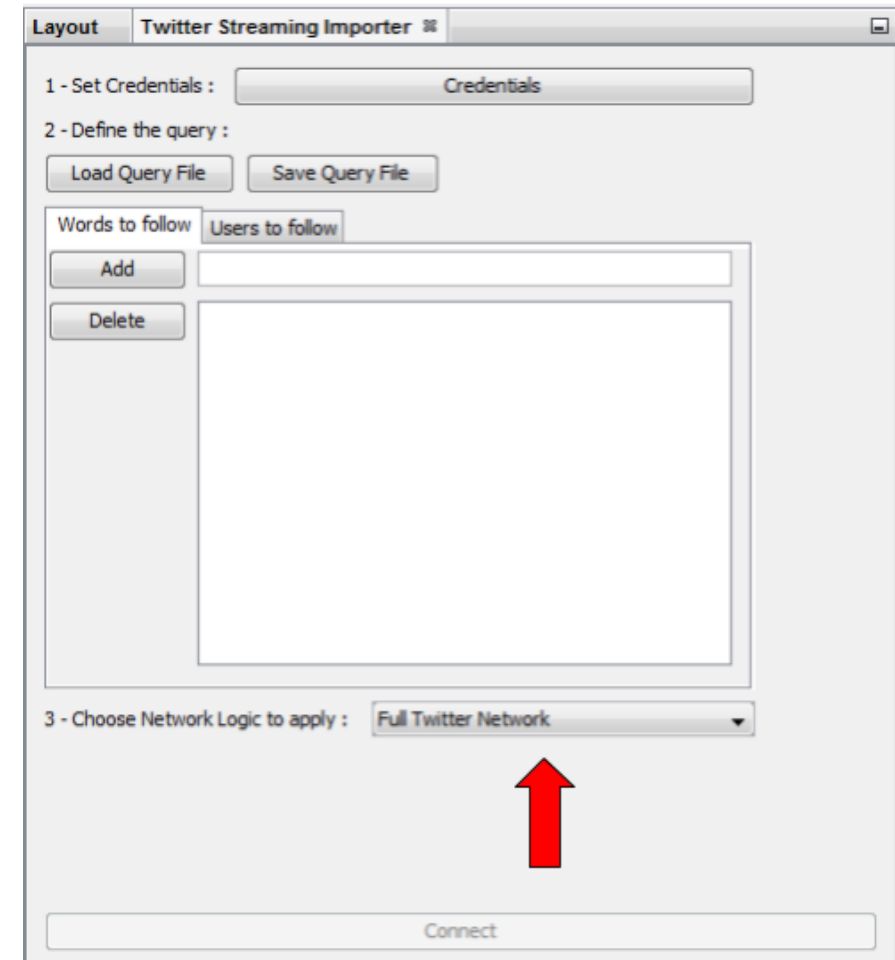 Layout Twitter Streaming Importer
1 - Set Credentials : Credentials
2 - Define the query :
Load Query File Save Query File
Words to follow Users to follow
Add
Delete
3 - Choose Network Logic to apply : Full Twitter Network
Connect